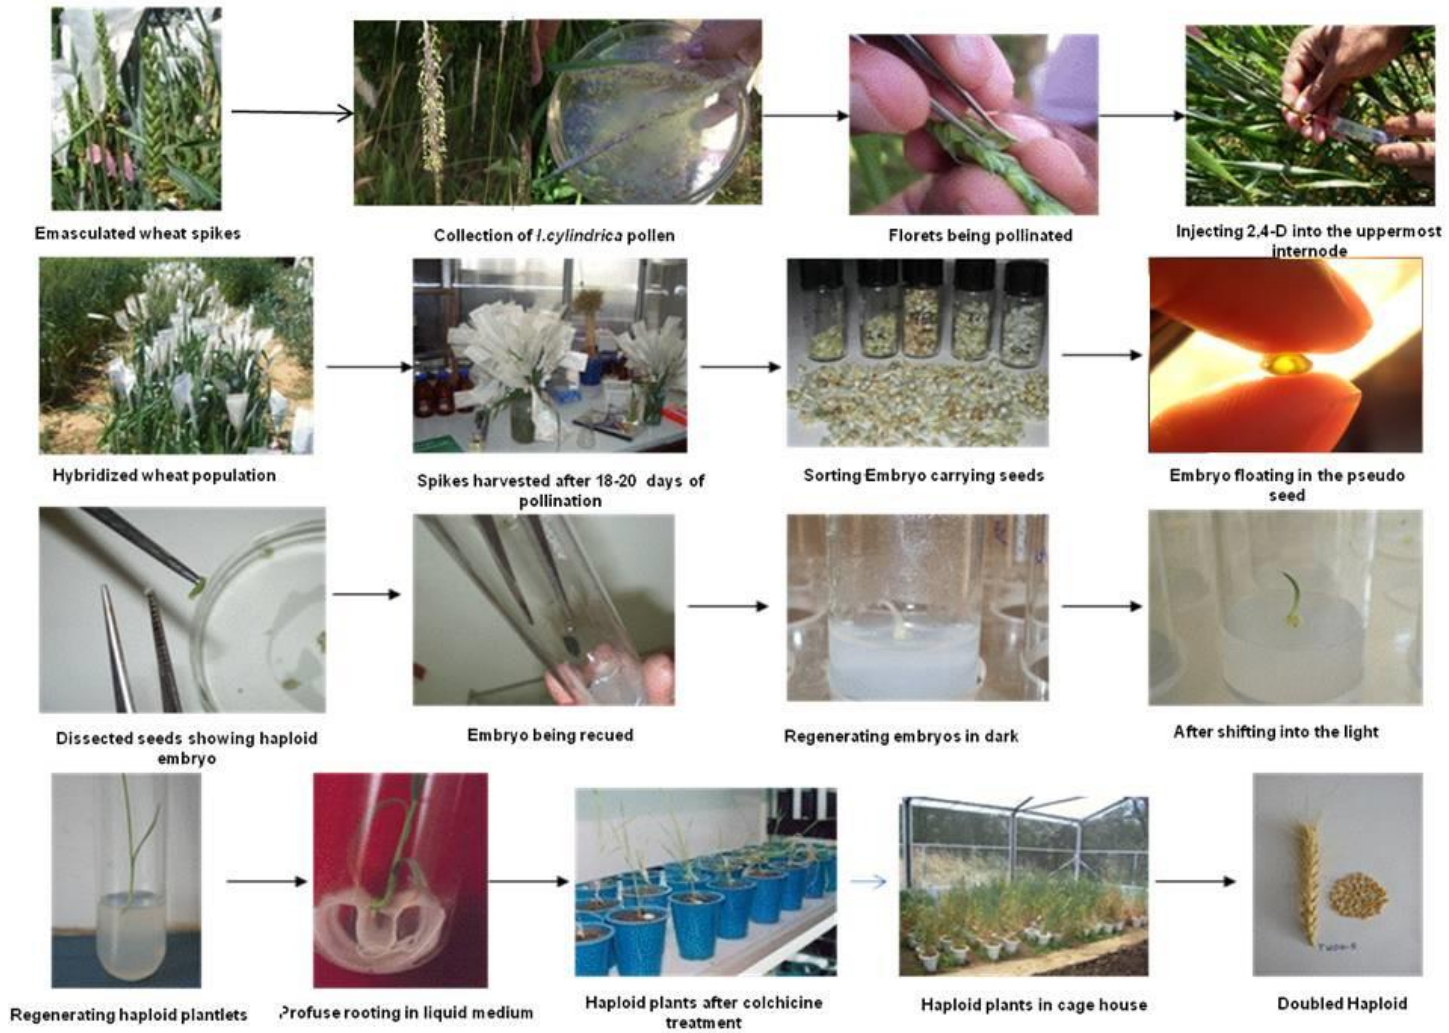 Emasculated wheat spikes
Collection of I.cylindrica pollen
Florets being pollinated
Injecting 2,4-D into the uppermost
internode
Hybridized wheat population
Spikes harvested after 18-20 days of
pollination
Sorting Embryo carrying seeds
Embryo floating in the pseudo
seed
Dissected seeds showing haploid
embryo
Embryo being recued
Regenerating embryos in dark
After shifting into the light
Regenerating haploid plantlets
Profuse rooting in liquid medium
Haploid plants after colchicine
treatment
Haploid plants in cage house
Doubled Haploid